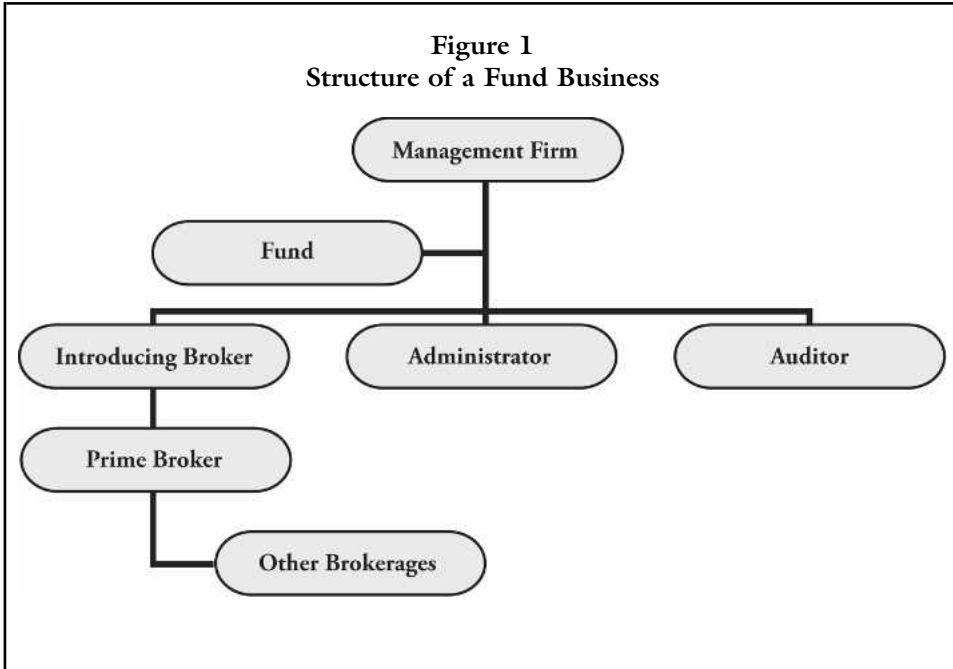 Figure 1
Structure of a Fund Business
Management Firm
Fund
Introducing Broker
Administrator
Auditor
Prime Broker
Other Brokerages